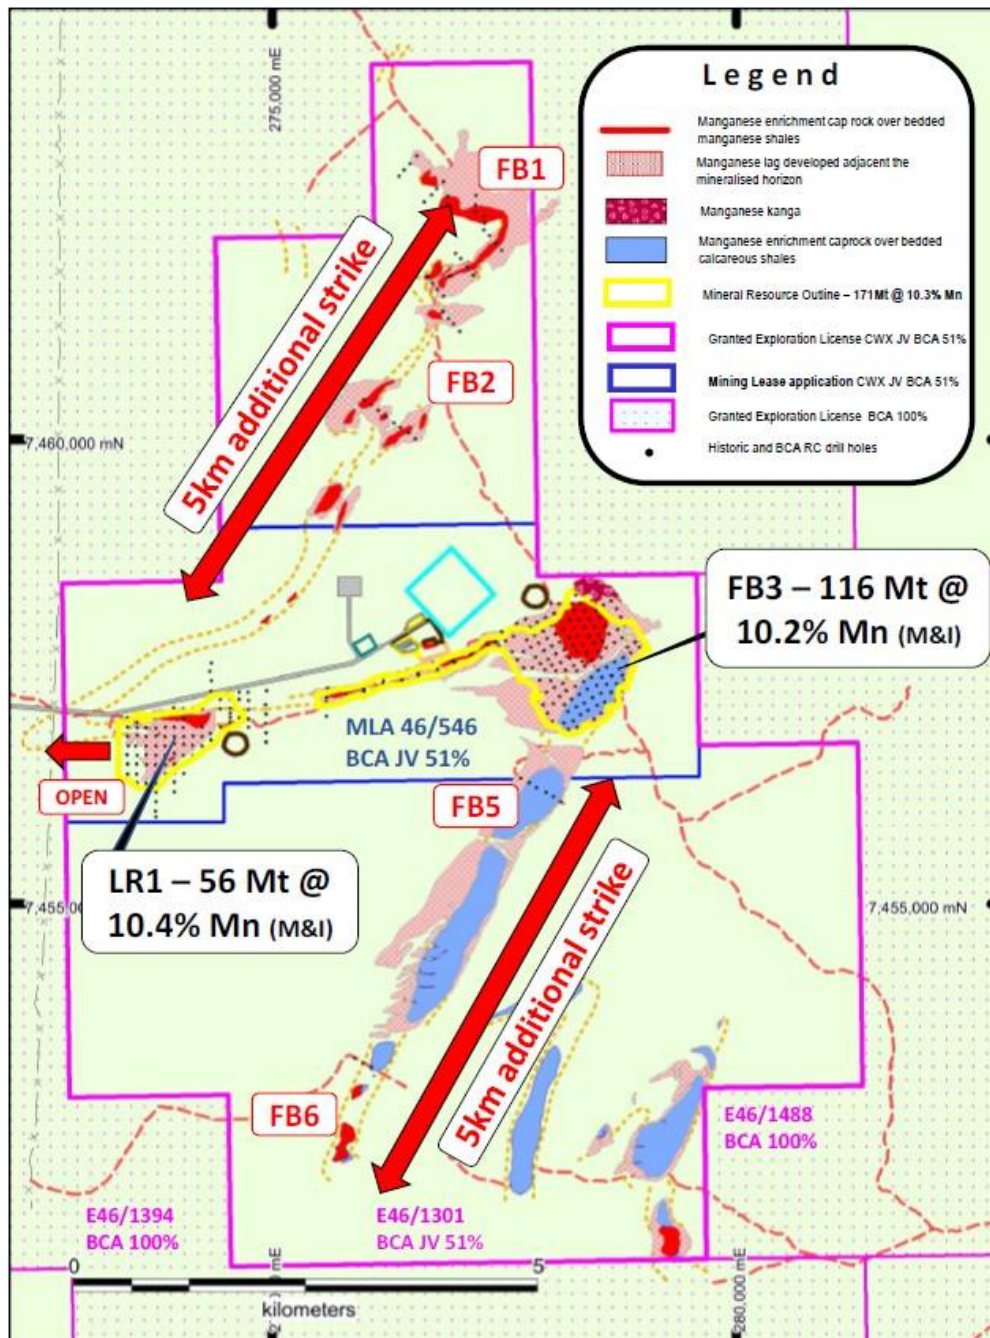 275,000 mE
Legend
Manganese enrichment cap rock over bedded
manganese shales
Manganese lag developed adjacent the
mineralised horizon
Manganese kanga
Manganese enrichment caprock over bedded
calcareous shales
Mineral Resource Outline – 171Mt @ 10.3% Mn
Granted Exploration License CWX JV BCA 51%
Mining Lease application CWX JV BCA 51%
Granted Exploration License BCA 100%
Historic and BCA RC drill holes
FB1
5km additional strike
FB2
7,460,000 mN
FB3 – 116 Mt @
10.2% Mn (M&I)
MLA 46/546
BCA JV 51%
OPEN
FB5
LR1 – 56 Mt @
10.4% Mn (M&I)
7,455,0
7,455,000 mN
5km additional strike
FB6
E46/1488
BCA 100%
E46/1394
BCA 100%
E46/1301
BCA JV 51%
0
5
kilometers
mE
280,000 mE